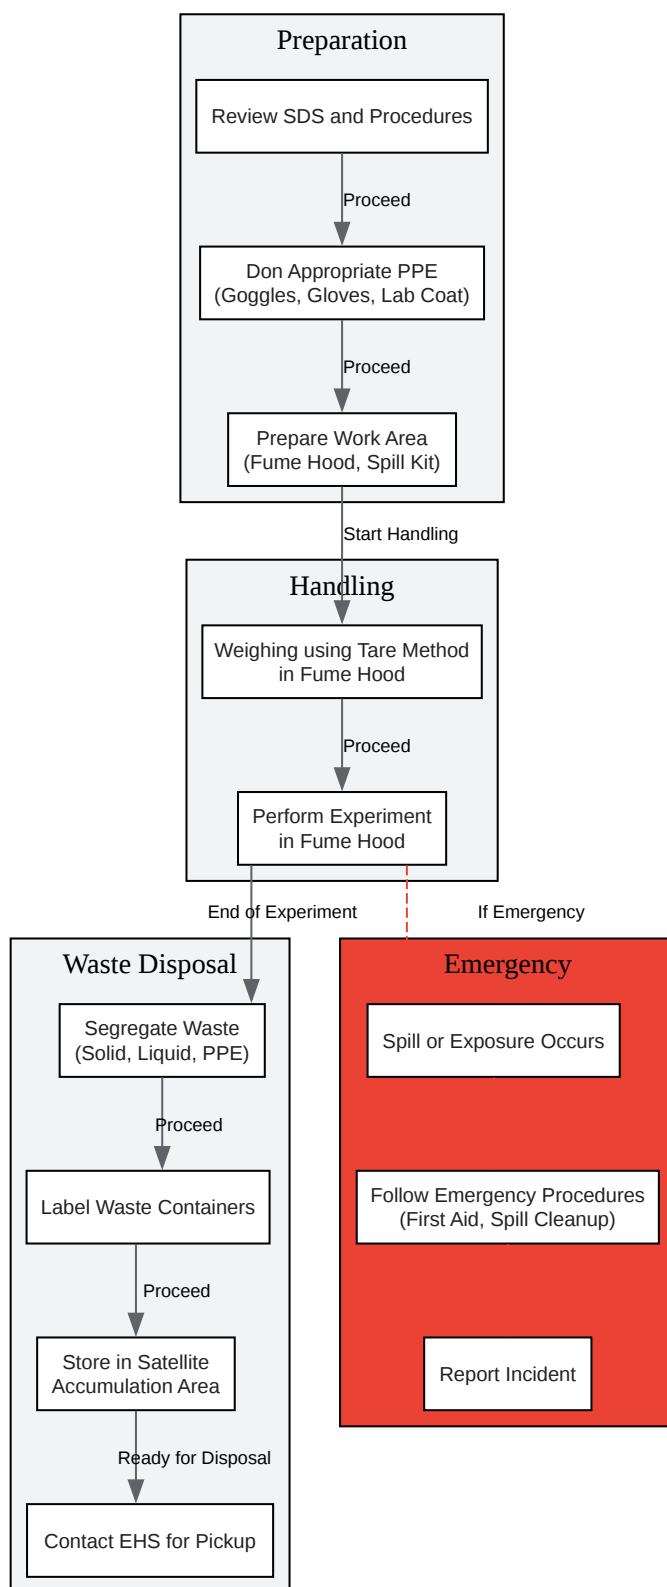 Preparation
Review SDS and Procedures
Proceed
Don Appropriate PPE
(Goggles, Gloves, Lab Coat)
Proceed
Prepare Work Area
(Fume Hood, Spill Kit)
Start Handling
Handling
Weighing using Tare Method
in Fume Hood
Proceed
Perform Experiment
in Fume Hood
End of Experiment
If Emergency
Waste Disposal
Segregate Waste
(Solid, Liquid, PPE)
Proceed
Label Waste Containers
Proceed
Store in Satellite
Accumulation Area
Ready for Disposal
Contact EHS for Pickup
Emergency
Spill or Exposure Occurs
Follow Emergency Procedures
(First Aid, Spill Cleanup)
Report Incident